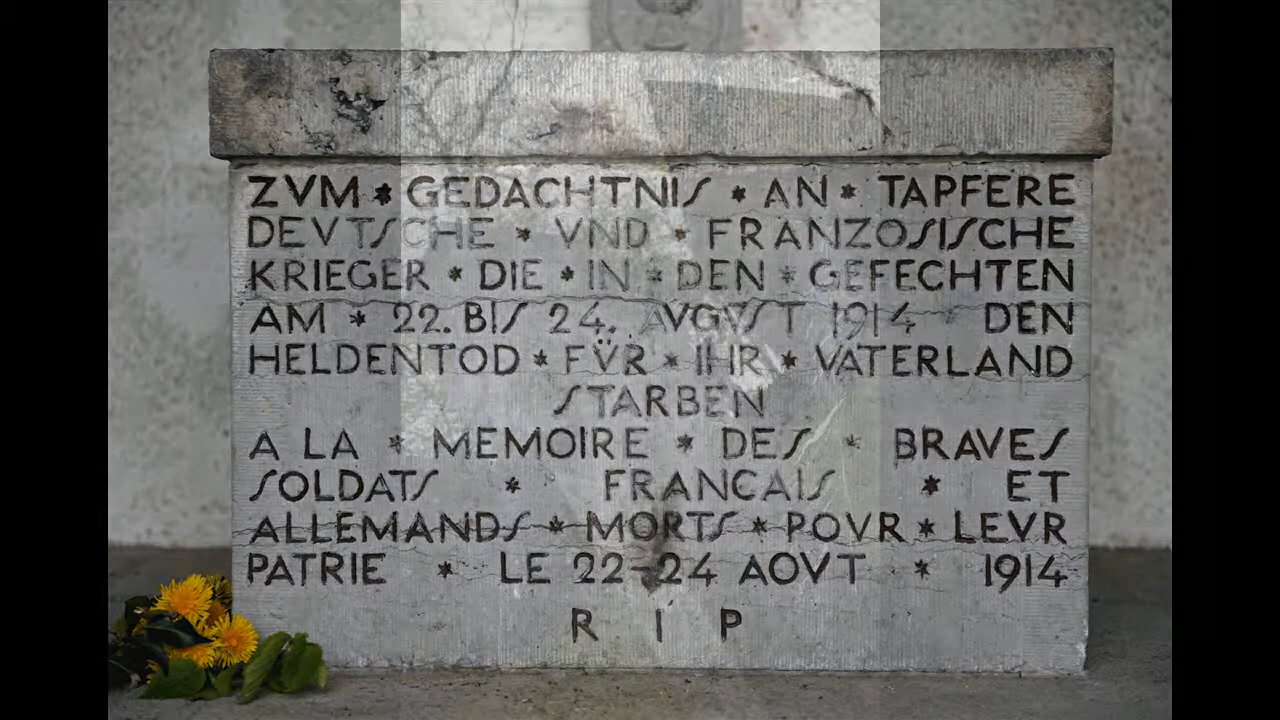 ZVM * GEDACHTNIS * AN * TAPFERE
DEVTSCHE * VND * FRANZOSISCHE
KRIEGER * DIE * IN * DEN * GEFECHTEN
AM * 22. BIS 24. AVGVST 1914 * DEN
HELDENTOD * FV̈R * IHR * VATERLAND
STARBEN
A LA * MEMOIRE * DES * BRAVES
SOLDATS * FRANCAIS * ET
ALLEMANDS * MORTS * POVR * LEVR
PATRIE * LE 22-24 AOVT * 1914
R I P